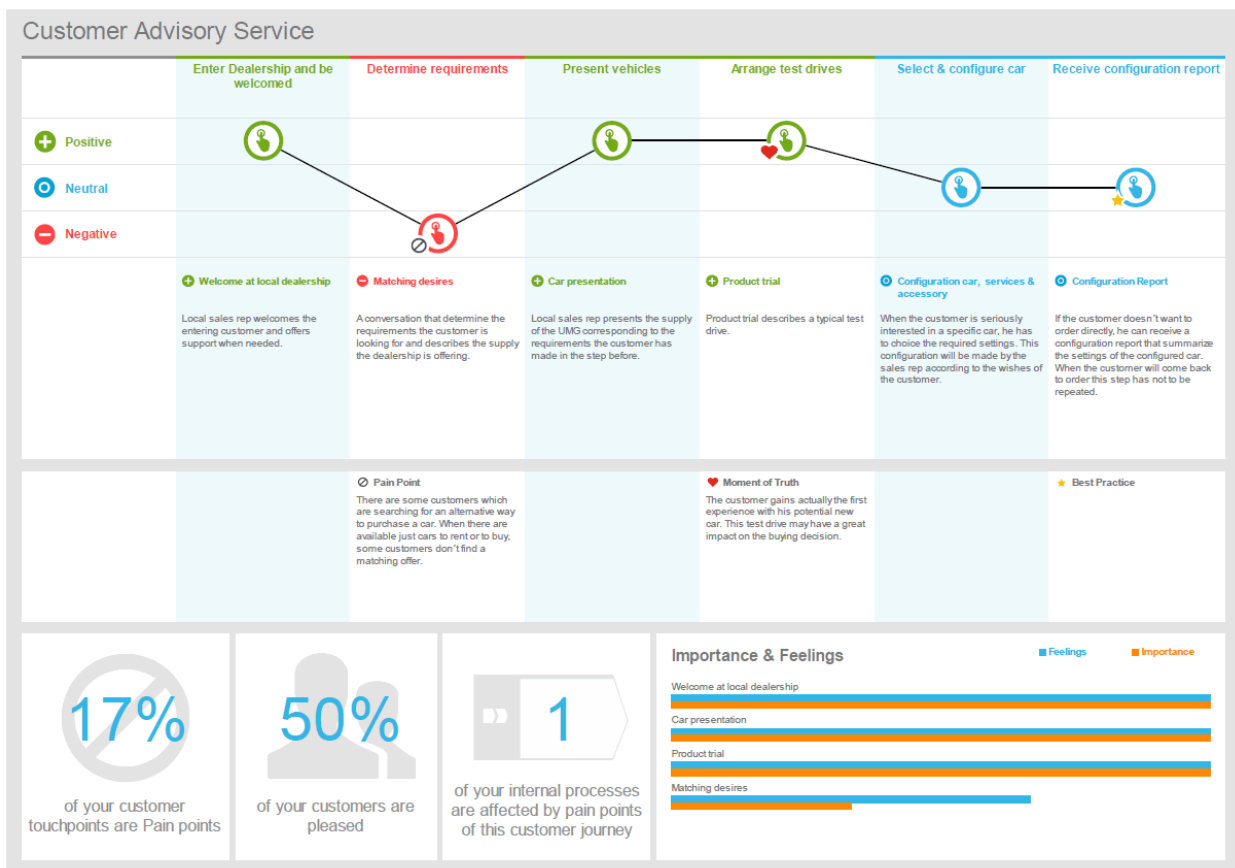 Customer Advisory Service
Enter Dealership and be
welcomed
Determine requirements
Present vehicles
Arrange test drives
Select & configure car
Receive configuration report
Positive
Neutral
Negative
Welcome at local dealership
Local sales rep welcomes the
entering customer and offers
support when needed.
Matching desires
A conversation that determine the
requirements the customer is
looking for and describes the supply
the dealership is offering.
Car presentation
Local sales rep presents the supply
of the UMG corresponding to the
requirements the customer has
made in the step before.
Product trial
Product trial describes a typical test
drive.
Configuration car, services &
accessory
When the customer is seriously
interested in a specific car, he has
to choice the required settings. This
configuration will be made by the
sales rep according to the wishes of
the customer.
Configuration Report
If the customer doesn´t want to
order directly, he can receive a
configuration report that summarize
the settings of the configured car.
When the customer will come back
to order this step has not to be
repeated.
Pain Point
There are some customers which
are searching for an alternative way
to purchase a car. When there are
available just cars to rent or to buy,
some customers don´t find a
matching offer.
Moment of Truth
The customer gains actually the first
experience with his potential new
car. This test drive may have a great
impact on the buying decision.
Best Practice
17%
of your customer
touchpoints are Pain points
50%
of your customers are
pleased
1
of your internal processes
are affected by pain points
of this customer journey
Importance & Feelings
Feelings
Importance
Welcome at local dealership
Car presentation
Product trial
Matching desires